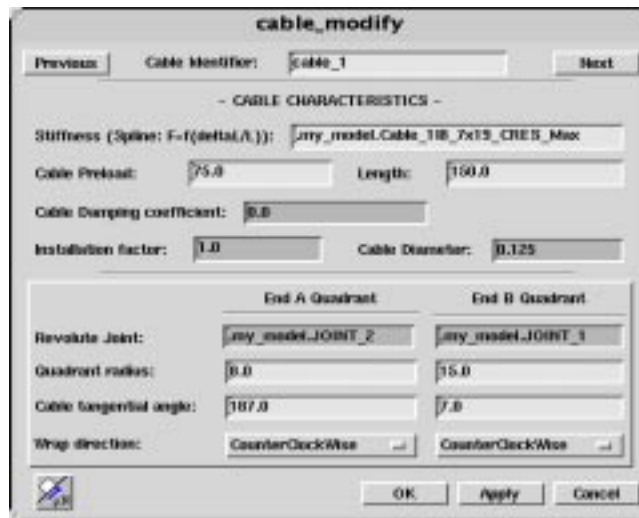 cable_modify
Previous Cable Identifier: cable_1 Next
- CABLE CHARACTERISTICS -
Stiffness (Spline: F=f(deltaL/L)): .my_model.Cable_1I8_7x19_CRES_Max
Cable Preload: 75.0 Length: 150.0
Cable Damping coefficient: 0.0
Installation factor: 1.0 Cable Diameter: 0.125
End A Quadrant End B Quadrant
Revolute Joint: .my_model.JOINT_2 .my_model.JOINT_1
Quadrant radius: 8.0 15.0
Cable tangential angle: 187.0 7.0
Wrap direction: CounterClockWise CounterClockWise
OK Apply Cancel